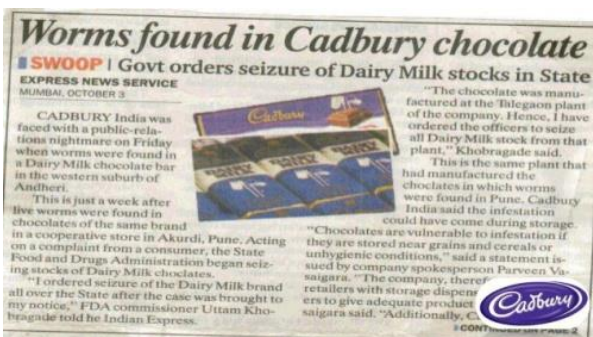 Worms found in Cadbury chocolate
SWOOP | Govt orders seizure of Dairy Milk stocks in State
EXPRESS NEWS SERVICE
MUMBAI, OCTOBER 3
CADBURY India was
faced with a public-rela-
tions nightmare on Friday
when worms were found in
a Dairy Milk chocolate bar
in the western suburb of
Andheri.
This is just a week after
live worms were found in
chocolates of the same brand
in a cooperative store in Akurdi, Pune. Acting
on a complaint from a consumer, the State
Food and Drugs Administration began seiz-
ing stocks of Dairy Milk choclates.
"I ordered seizure of the Dairy Milk brand
all over the State after the case was brought to
my notice," FDA commissioner Uttam Kho-
bragade told he Indian Express.
Cadbury
"The chocolate was manu-
factured at the Talegaon plant
of the company. Hence, I have
ordered the officers to seize
all Dairy Milk stock from that
plant," Khobragade said.
This is the same plant that
had manufactured the
choclates in which worms
were found in Pune. Cadbury
India said the infestation
could have come during storage.
"Chocolates are vulnerable to infestation if
they are stored near grains and cereals or
unhygienic conditions," said a statement is-
sued by company spokesperson Parveen Va-
saigara. "The company,
retailers with storage
ers to give adequate product
saigara said. "Additionally,
Cadbury
CONTINUED ON PAGE 2